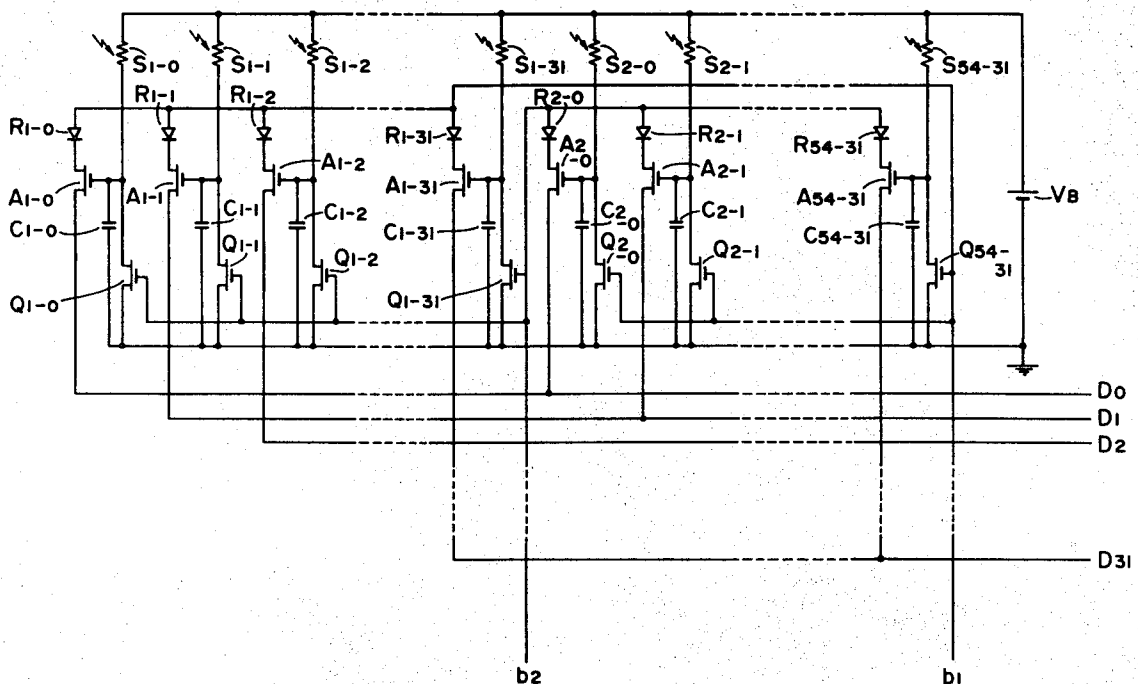 S1-0 S1-1 S1-2 S1-31 S2-0 S2-1 S54-31
R1-1 R1-2 R2-0
R1-0 R1-31 R2-1 R54-31
A1-2 A2-0 A2-1
A1-0 A1-1 A1-31 A54-31 VB
C1-0 C1-1 C1-2 C1-31 C2-0 C2-1 C54-31
Q1-1 Q1-2 Q2-0 Q2-1 Q54-31
Q1-0 Q1-31
D0
D1
D2
D31
b2 b1